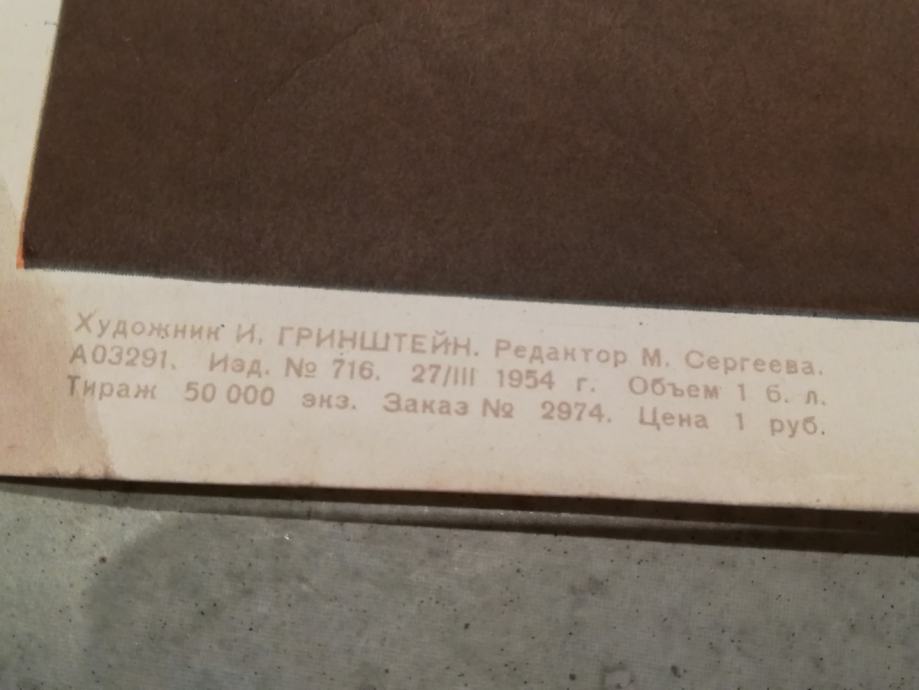 Художник И. ГРИНШТЕЙН. Редактор М. Сергеева.
А03291. Изд. № 716. 27/III 1954 г. Объем 1 б. л.
Тираж 50 000 экз. Заказ № 2974. Цена 1 руб.